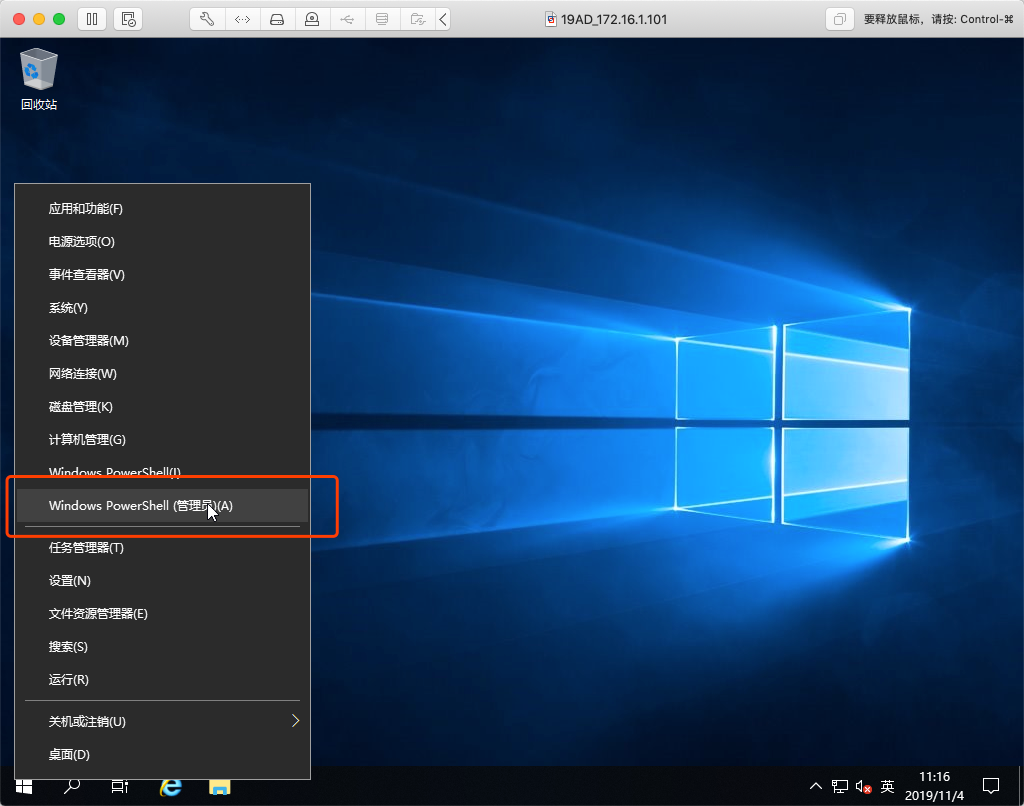 19AD_172.16.1.101
要释放鼠标，请按: Control-⌘
回收站
应用和功能(F)
电源选项(O)
事件查看器(V)
系统(Y)
设备管理器(M)
网络连接(W)
磁盘管理(K)
计算机管理(G)
Windows PowerShell(I)
Windows PowerShell (管理员)(A)
任务管理器(T)
设置(N)
文件资源管理器(E)
搜索(S)
运行(R)
关机或注销(U)
桌面(D)
英
11:16
2019/11/4